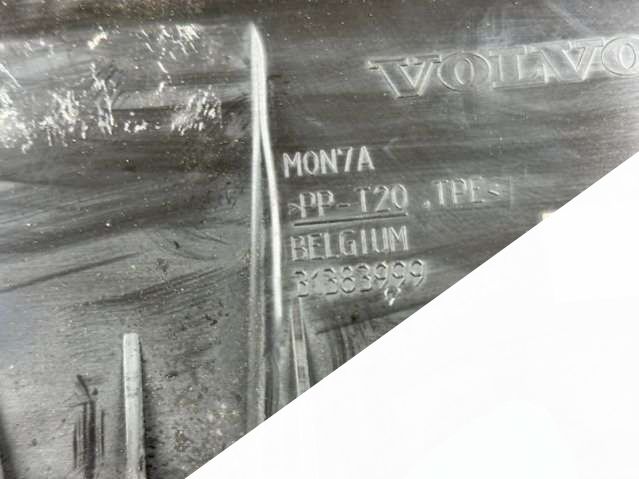 VOLVO
MON7A
>PP-T20 ,TPE<
BELGIUM
31383999